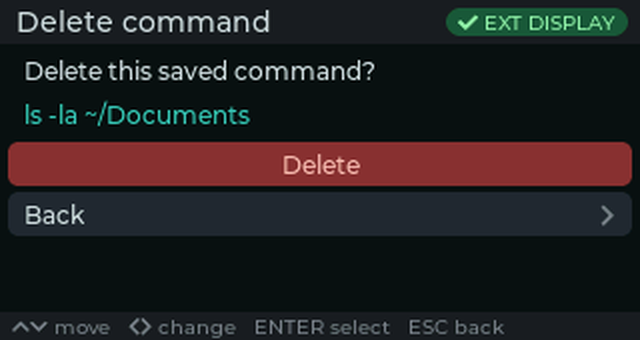 Delete command
EXT DISPLAY
Delete this saved command?
ls -la ~/Documents
Delete
Back
move change ENTER select ESC back